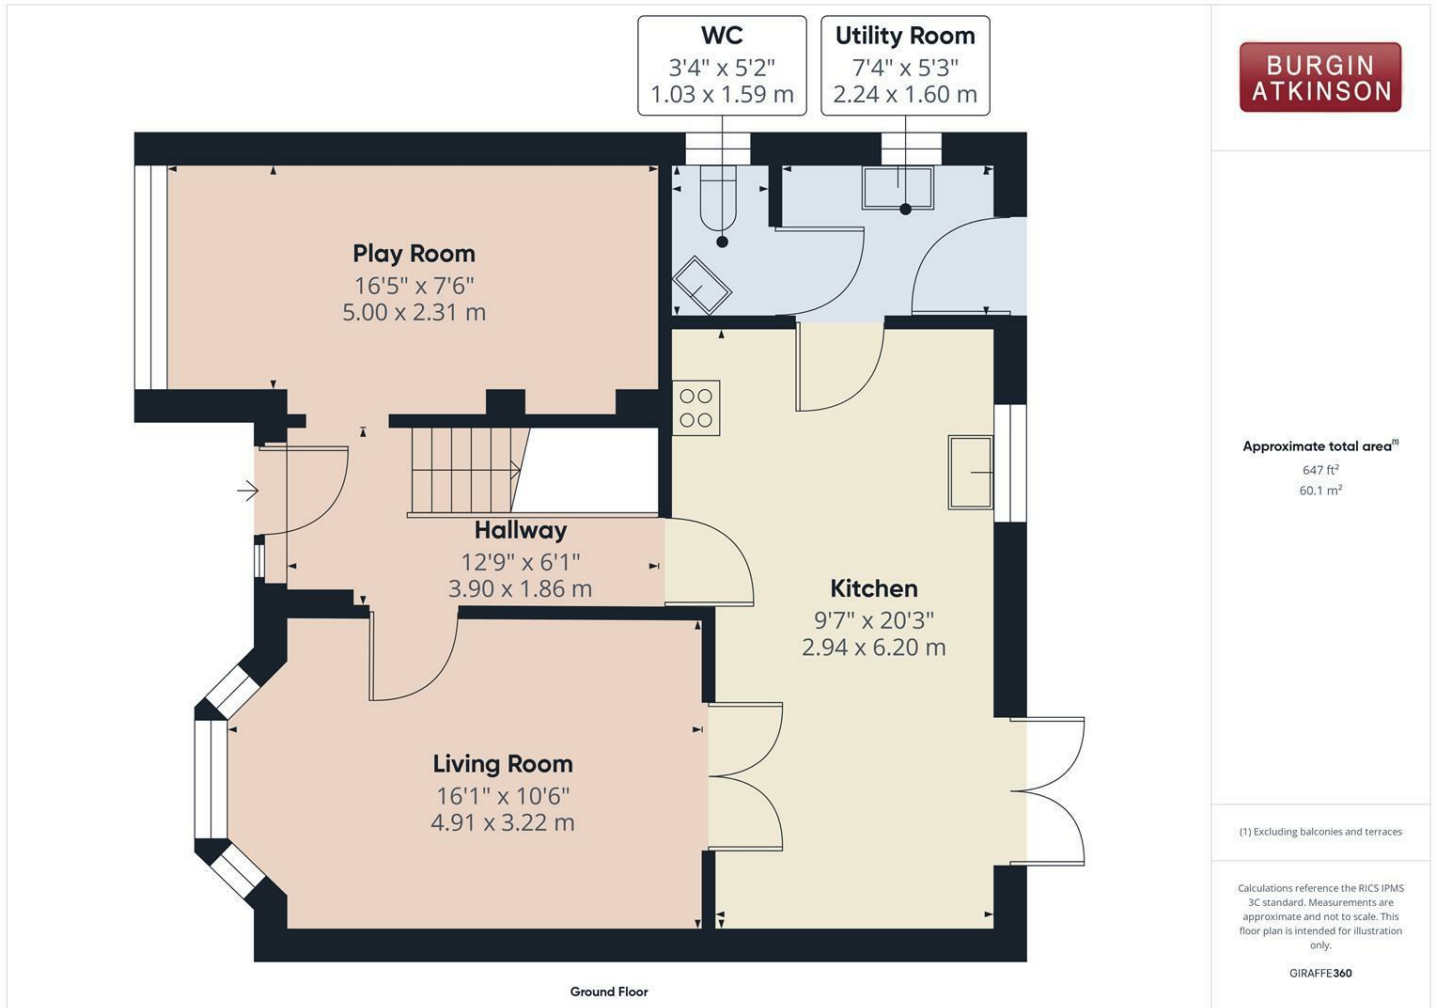 WC
3'4" x 5'2"
1.03 x 1.59 m
Utility Room
7'4" x 5'3"
2.24 x 1.60 m
Play Room
16'5" x 7'6"
5.00 x 2.31 m
Hallway
12'9" x 6'1"
3.90 x 1.86 m
Kitchen
9'7" x 20'3"
2.94 x 6.20 m
Living Room
16'1" x 10'6"
4.91 x 3.22 m
Ground Floor
BURGIN
ATKINSON
Approximate total area⁽¹⁾
647 ft²
60.1 m²
(1) Excluding balconies and terraces
Calculations reference the RICS IPMS
3C standard. Measurements are
approximate and not to scale. This
floor plan is intended for illustration
only.
GIRAFFE360